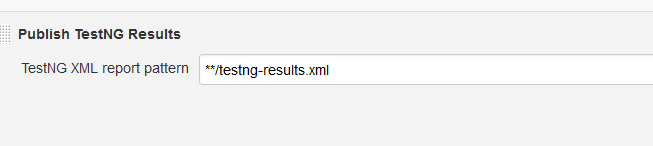 Publish TestNG Results
TestNG XML report pattern
**/testng-results.xml